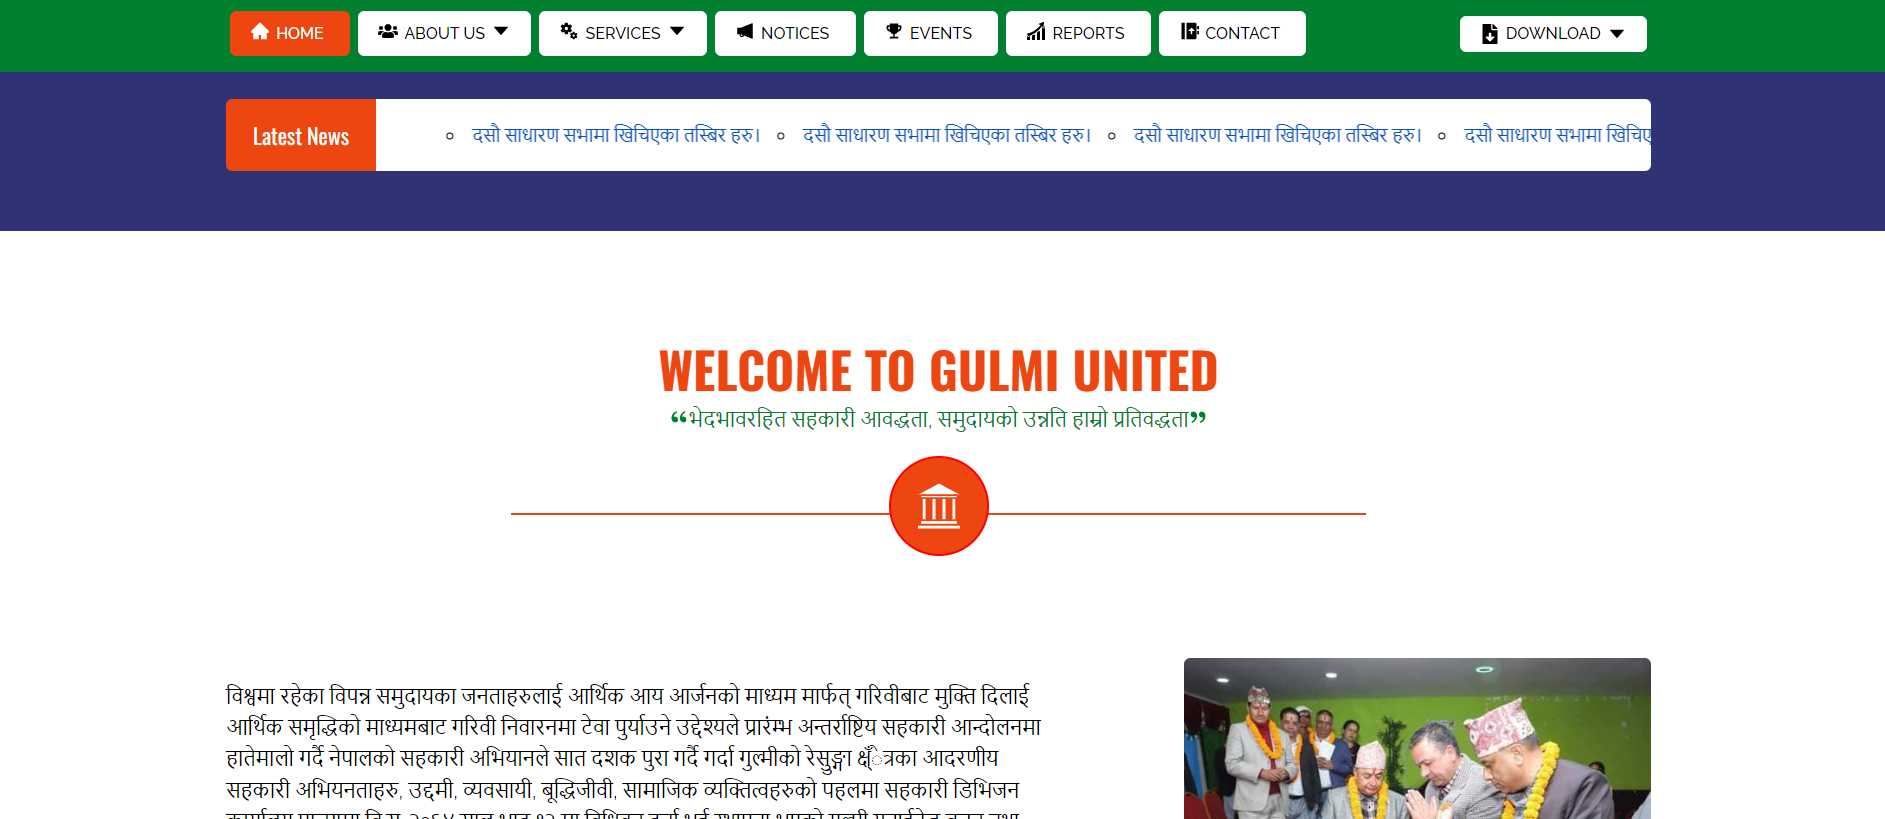 HOME ABOUT US SERVICES NOTICES EVENTS REPORTS CONTACT DOWNLOAD
Latest News
दसौ साधारण सभामा खिचिएका तस्बिर हरु। दसौ साधारण सभामा खिचिएका तस्बिर हरु। दसौ साधारण सभामा खिचिएका तस्बिर हरु। दसौ साधारण सभामा
WELCOME TO GULMI UNITED
❝भेदभावरहित सहकारी आवद्धता, समुदायको उन्नति हाम्रो प्रतिवद्धता❞
विश्वमा रहेका विपन्न समुदायका जनताहरुलाई आर्थिक आय आर्जनको माध्यम मार्फत् गरिवीबाट मुक्ति दिलाई
आर्थिक समृद्धिको माध्यमबाट गरिवी निवारनमा टेवा पुर्याउने उद्देश्यले प्रारंम्भ अन्तर्राष्टिय सहकारी आन्दोलनमा
हातेमालो गर्दै नेपालको सहकारी अभियानले सात दशक पुरा गर्दै गर्दा गुल्मीको रेसुङ्गा आदरणीय
सहकारी अभियनताहरु, उद्दमी, व्यवसायी, बूद्धिजीवी, सामाजिक व्यक्तित्वहरुको पहलमा सहकारी डिभिजन